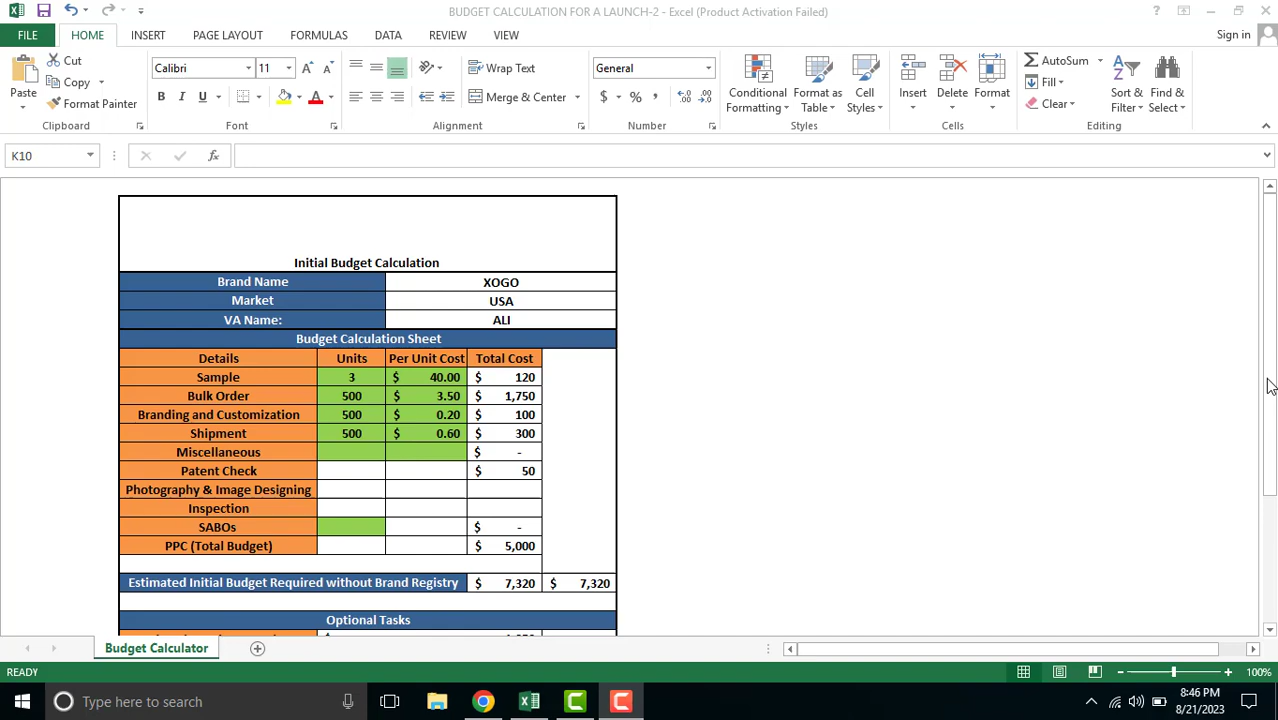 BUDGET CALCULATION FOR A LAUNCH-2 - Excel (Product Activation Failed)
FILE HOME INSERT PAGE LAYOUT FORMULAS DATA REVIEW VIEW Sign in
Paste Cut
Copy
Format Painter
Clipboard
Calibri 11
B I U
Font
Wrap Text
Merge & Center
Alignment
General
$ % ,
Number
Conditional Formatting
Format as Table
Cell Styles
Styles
Insert Delete Format
Cells
AutoSum
Fill
Clear
Sort & Filter
Find & Select
Editing
K10 fx
Initial Budget Calculation
Brand Name XOGO
Market USA
VA Name: ALI
Budget Calculation Sheet
Details Units Per Unit Cost Total Cost
Sample 3 $ 40.00 $ 120
Bulk Order 500 $ 3.50 $ 1,750
Branding and Customization 500 $ 0.20 $ 100
Shipment 500 $ 0.60 $ 300
Miscellaneous $ -
Patent Check $ 50
Photography & Image Designing
Inspection
SABOs $ -
PPC (Total Budget) $ 5,000
Estimated Initial Budget Required without Brand Registry $ 7,320 $ 7,320
Optional Tasks
Budget Calculator
READY 100%
Type here to search
8:46 PM
8/21/2023